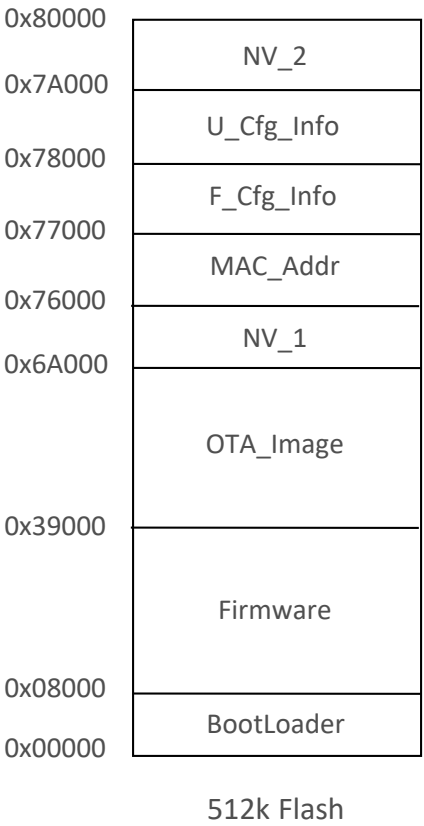 0x80000
NV_2
0x7A000
U_Cfg_Info
0x78000
F_Cfg_Info
0x77000
MAC_Addr
0x76000
NV_1
0x6A000
OTA_Image
0x39000
Firmware
0x08000
BootLoader
0x00000
512k Flash